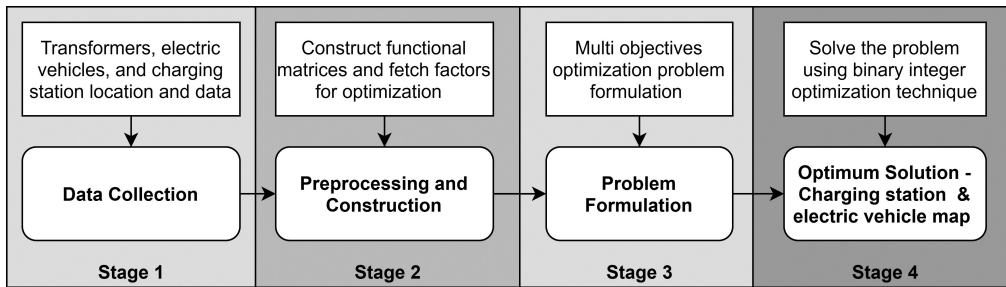 Transformers, electric
vehicles, and charging
station location and data
Data Collection
Stage 1
Construct functional
matrices and fetch factors
for optimization
Preprocessing and
Construction
Stage 2
Multi objectives
optimization problem
formulation
Problem
Formulation
Stage 3
Solve the problem
using binary integer
optimization technique
Optimum Solution -
Charging station & 
electric vehicle map
Stage 4